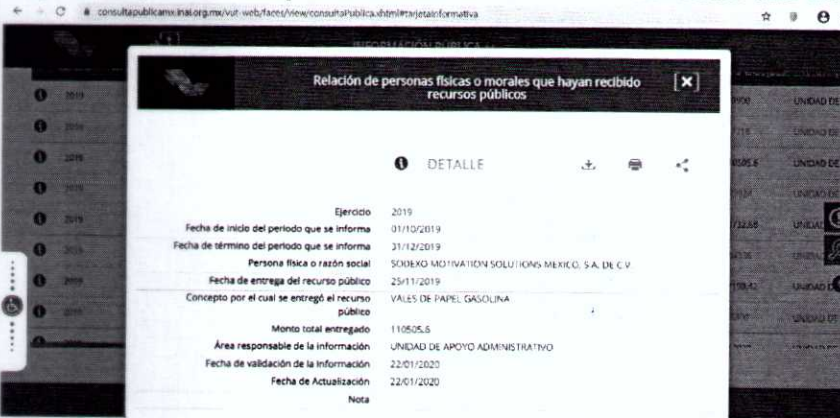 consultapublicamx.inai.org.mx/vut-web/faces/view/consultaPublica.xhtml#tarjetaInformativa
INFORMACIÓN PÚBLICA
Relación de personas físicas o morales que hayan recibido
recursos públicos
[X]
DETALLE
Ejercicio 2019
Fecha de inicio del periodo que se informa 01/10/2019
Fecha de término del periodo que se informa 31/12/2019
Persona física o razón social SODEXO MOTIVATION SOLUTIONS MEXICO, S.A. DE C.V.
Fecha de entrega del recurso público 25/11/2019
Concepto por el cual se entregó el recurso
público VALES DE PAPEL GASOLINA
Monto total entregado 110505.6
Área responsable de la información UNIDAD DE APOYO ADMINISTRATIVO
Fecha de validación de la información 22/01/2020
Fecha de Actualización 22/01/2020
Nota
2019
2019
2019
UNIDAD DE
UNIDAD DE
0505.6 UNIDAD DE